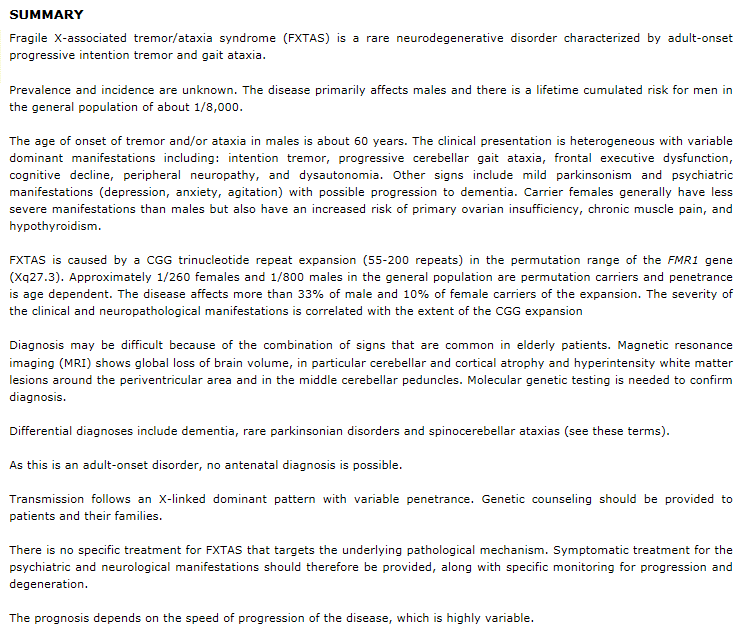 SUMMARY
Fragile X-associated tremor/ataxia syndrome (FXTAS) is a rare neurodegenerative disorder characterized by adult-onset
progressive intention tremor and gait ataxia.
Prevalence and incidence are unknown. The disease primarily affects males and there is a lifetime cumulated risk for men in
the general population of about 1/8,000.
The age of onset of tremor and/or ataxia in males is about 60 years. The clinical presentation is heterogeneous with variable
dominant manifestations including: intention tremor, progressive cerebellar gait ataxia, frontal executive dysfunction,
cognitive decline, peripheral neuropathy, and dysautonomia. Other signs include mild parkinsonism and psychiatric
manifestations (depression, anxiety, agitation) with possible progression to dementia. Carrier females generally have less
severe manifestations than males but also have an increased risk of primary ovarian insufficiency, chronic muscle pain, and
hypothyroidism.
FXTAS is caused by a CGG trinucleotide repeat expansion (55-200 repeats) in the permutation range of the FMR1 gene
(Xq27.3). Approximately 1/260 females and 1/800 males in the general population are permutation carriers and penetrance
is age dependent. The disease affects more than 33% of male and 10% of female carriers of the expansion. The severity of
the clinical and neuropathological manifestations is correlated with the extent of the CGG expansion
Diagnosis may be difficult because of the combination of signs that are common in elderly patients. Magnetic resonance
imaging (MRI) shows global loss of brain volume, in particular cerebellar and cortical atrophy and hyperintensity white matter
lesions around the periventricular area and in the middle cerebellar peduncles. Molecular genetic testing is needed to confirm
diagnosis.
Differential diagnoses include dementia, rare parkinsonian disorders and spinocerebellar ataxias (see these terms).
As this is an adult-onset disorder, no antenatal diagnosis is possible.
Transmission follows an X-linked dominant pattern with variable penetrance. Genetic counseling should be provided to
patients and their families.
There is no specific treatment for FXTAS that targets the underlying pathological mechanism. Symptomatic treatment for the
psychiatric and neurological manifestations should therefore be provided, along with specific monitoring for progression and
degeneration.
The prognosis depends on the speed of progression of the disease, which is highly variable.